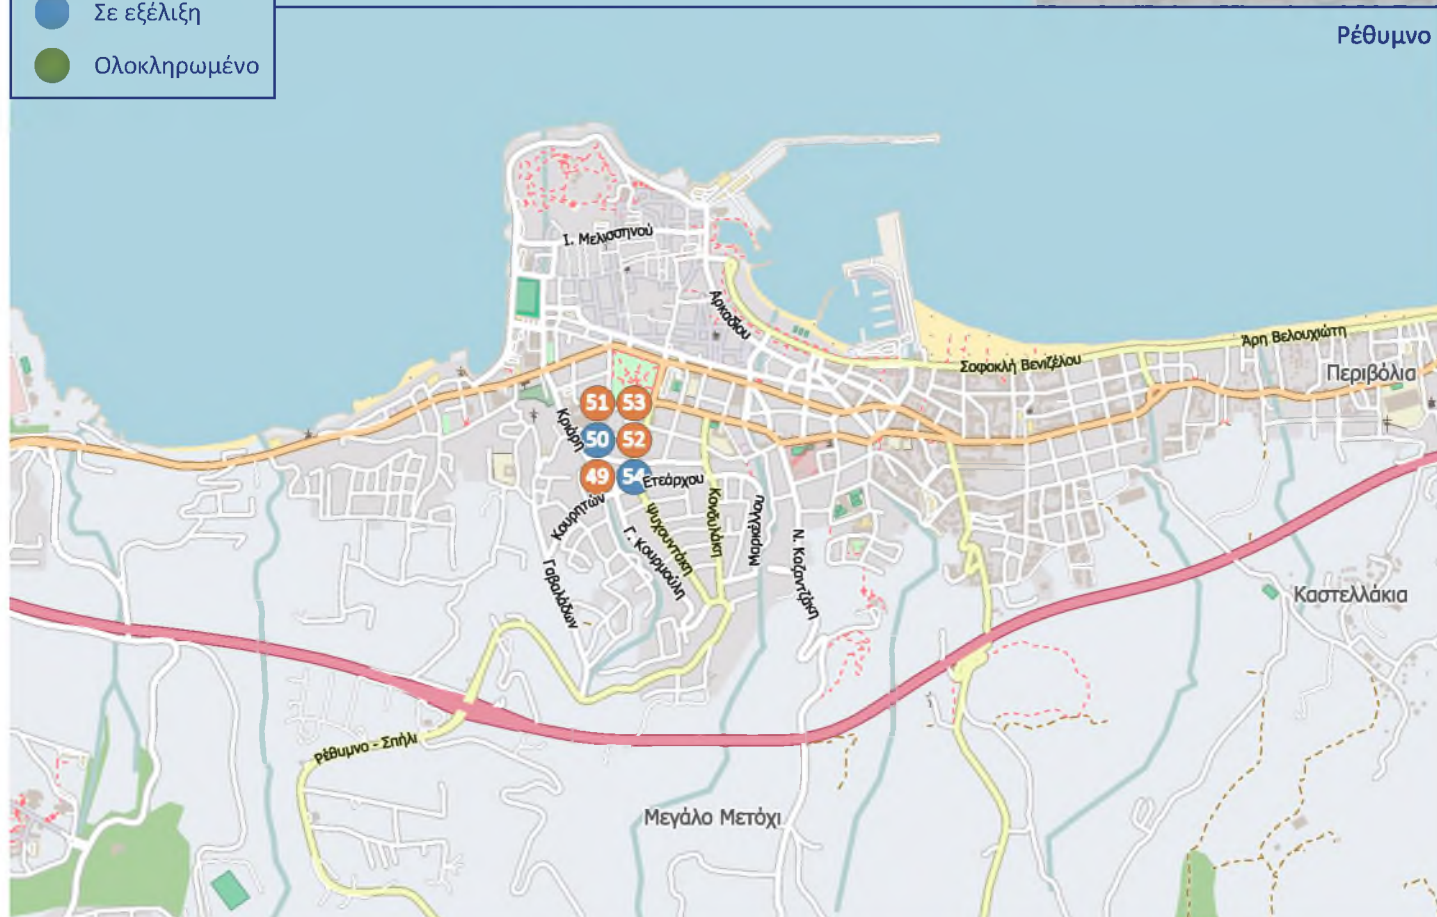 Σε εξέλιξη
Ρέθυμνο
Ολοκληρωμένο
Ι. Μελισσηνού
Αρκαδίου
Σοφοκλή Βενιζέλου
Άρη Βελουχιώτη
Περιβόλια
Κριάρη
51
53
50
52
49
54
Ετεάρχου
Κουρητών
Ψυχουντάκη
Κονδυλάκη
Μαρκέλλου
Γ. Κουρμούλη
Ν. Καζαντζάκη
Γαβαλάδων
Καστελλάκια
Ρέθυμνο - Σπήλι
Μεγάλο Μετόχι